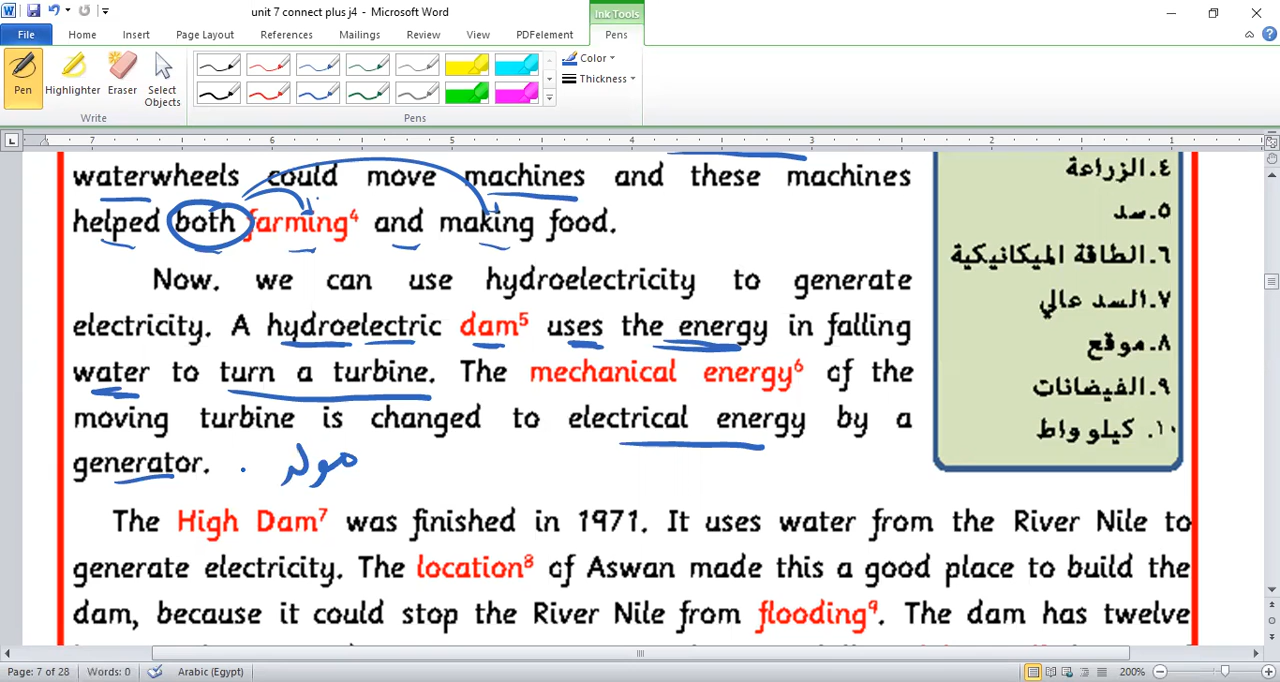 unit 7 connect plus j4 - Microsoft Word
Ink Tools
File Home Insert Page Layout References Mailings Review View PDFelement Pens
Pen Highlighter Eraser Select Objects
Color
Thickness
Write Pens
7 6 5 4 3 2 1
waterwheels could move machines and these machines
helped both farming⁴ and making food.
Now. we can use hydroelectricity to generate
electricity. A hydroelectric dam⁵ uses the energy in falling
water to turn a turbine. The mechanical energy⁶ of the
moving turbine is changed to electrical energy by a
generator.
مولد
٤. الزراعة
٥. سد
٦. الطاقة الميكانيكية
٧. السد عالي
٨. موقع
٩. الفيضانات
١٠. كيلو واط
The High Dam⁷ was finished in 1971. It uses water from the River Nile to
generate electricity. The location⁸ of Aswan made this a good place to build the
dam, because it could stop the River Nile from flooding⁹. The dam has twelve
Page: 7 of 28 Words: 0 Arabic (Egypt) 200%